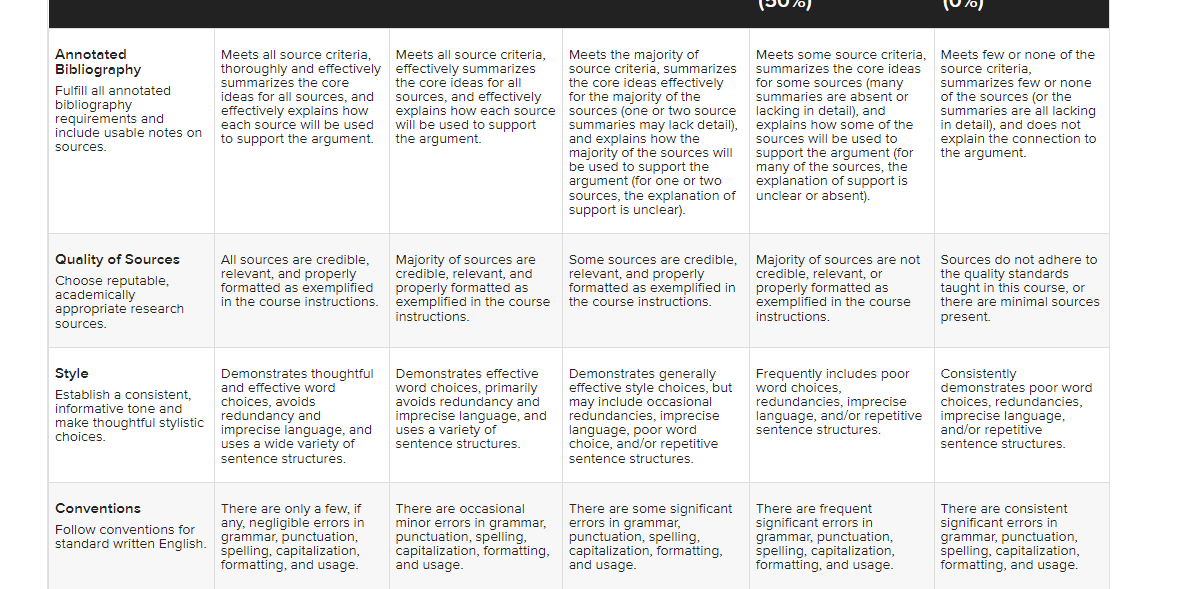 (50%)
(0%)
Annotated
Bibliography
Fulfill all annotated
bibliography
requirements and
include usable notes on
sources.
Meets all source criteria,
thoroughly and effectively
summarizes the core
ideas for all sources, and
effectively explains how
each source will be used
to support the argument.
Meets all source criteria,
effectively summarizes
the core ideas for all
sources, and effectively
explains how each source
will be used to support
the argument.
Meets the majority of
source criteria, summarizes
the core ideas effectively
for the majority of the
sources (one or two source
summaries may lack detail),
and explains how the
majority of the sources will
be used to support the
argument (for one or two
sources, the explanation of
support is unclear).
Meets some source criteria,
summarizes the core ideas
for some sources (many
summaries are absent or
lacking in detail), and
explains how some of the
sources will be used to
support the argument (for
many of the sources, the
explanation of support is
unclear or absent).
Meets few or none of the
source criteria,
summarizes few or none
of the sources (or the
summaries are all lacking
in detail), and does not
explain the connection to
the argument.
Quality of Sources
Choose reputable,
academically
appropriate research
sources.
All sources are credible,
relevant, and properly
formatted as exemplified
in the course instructions.
Majority of sources are
credible, relevant, and
properly formatted as
exemplified in the course
instructions.
Some sources are credible,
relevant, and properly
formatted as exemplified in
the course instructions.
Majority of sources are not
credible, relevant, or
properly formatted as
exemplified in the course
instructions.
Sources do not adhere to
the quality standards
taught in this course, or
there are minimal sources
present.
Style
Establish a consistent,
informative tone and
make thoughtful stylistic
choices.
Demonstrates thoughtful
and effective word
choices, avoids
redundancy and
imprecise language, and
uses a wide variety of
sentence structures.
Demonstrates effective
word choices, primarily
avoids redundancy and
imprecise language, and
uses a variety of
sentence structures.
Demonstrates generally
effective style choices, but
may include occasional
redundancies, imprecise
language, poor word
choice, and/or repetitive
sentence structures.
Frequently includes poor
word choices,
redundancies, imprecise
language, and/or repetitive
sentence structures.
Consistently
demonstrates poor word
choices, redundancies,
imprecise language,
and/or repetitive
sentence structures.
Conventions
Follow conventions for
standard written English.
There are only a few, if
any, negligible errors in
grammar, punctuation,
spelling, capitalization,
formatting, and usage.
There are occasional
minor errors in grammar,
punctuation, spelling,
capitalization, formatting,
and usage.
There are some significant
errors in grammar,
punctuation, spelling,
capitalization, formatting,
and usage.
There are frequent
significant errors in
grammar, punctuation,
spelling, capitalization,
formatting, and usage.
There are consistent
significant errors in
grammar, punctuation,
spelling, capitalization,
formatting, and usage.